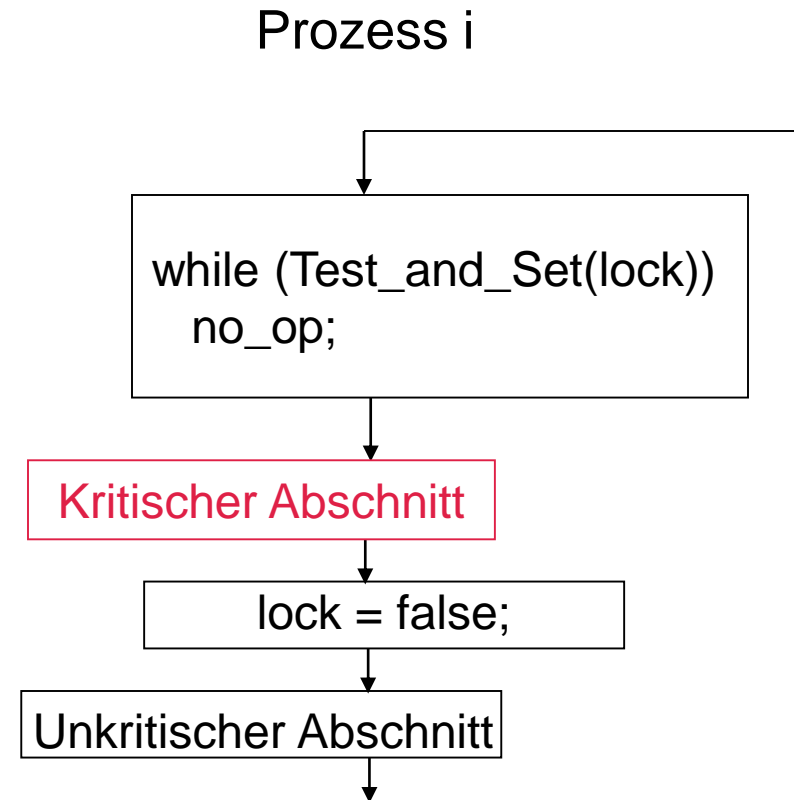 Prozess i
while (Test_and_Set(lock))
no_op;
Kritischer Abschnitt
lock = false;
Unkritischer Abschnitt